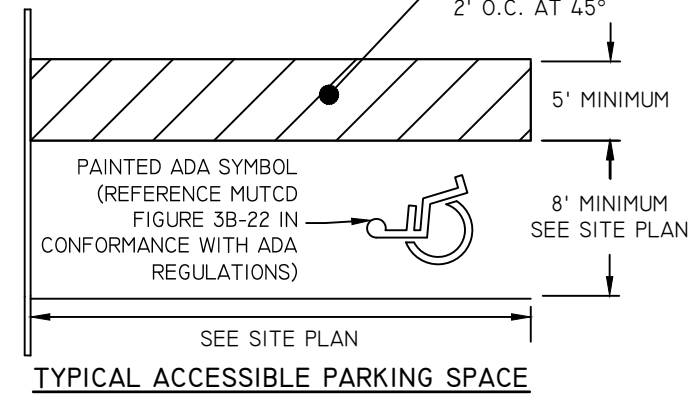 2' O.C. AT 45°
5' MINIMUM
PAINTED ADA SYMBOL
(REFERENCE MUTCD
FIGURE 3B-22 IN
CONFORMANCE WITH ADA
REGULATIONS)
8' MINIMUM
SEE SITE PLAN
SEE SITE PLAN
TYPICAL ACCESSIBLE PARKING SPACE